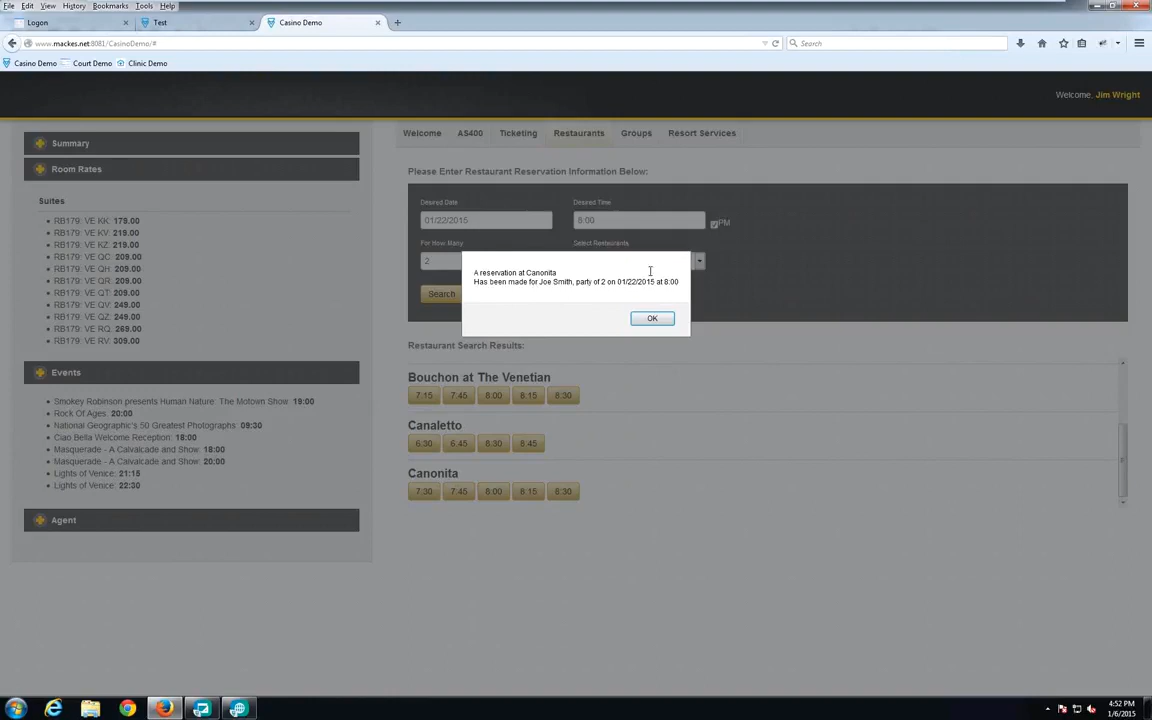 File Edit View History Bookmarks Tools Help
Logon Test Casino Demo
www.mackes.net:8081/CasinoDemo/# Search
Casino Demo Court Demo Clinic Demo
Welcome, Jim Wright
Summary
Room Rates
Suites
RB179: VE KK: 179.00
RB179: VE KV: 219.00
RB179: VE KZ: 219.00
RB179: VE QC: 209.00
RB179: VE QH: 209.00
RB179: VE QR: 209.00
RB179: VE QT: 209.00
RB179: VE QV: 249.00
RB179: VE QZ: 249.00
RB179: VE RQ: 269.00
RB179: VE RV: 309.00
Events
Smokey Robinson presents Human Nature: The Motown Show: 19:00
Rock Of Ages: 20:00
National Geographic's 50 Greatest Photographs: 09:30
Ciao Bella Welcome Reception: 18:00
Masquerade - A Calvalcade and Show: 18:00
Masquerade - A Calvalcade and Show: 20:00
Lights of Venice: 21:15
Lights of Venice: 22:30
Agent
Welcome AS400 Ticketing Restaurants Groups Resort Services
Please Enter Restaurant Reservation Information Below:
Desired Date Desired Time
01/22/2015 8:00 PM
For How Many Select Restaurants
2
Search
A reservation at Canonita
Has been made for Joe Smith, party of 2 on 01/22/2015 at 8:00
OK
Restaurant Search Results:
Bouchon at The Venetian
7:15 7:45 8:00 8:15 8:30
Canaletto
6:30 6:45 8:30 8:45
Canonita
7:30 7:45 8:00 8:15 8:30
4:52 PM
1/6/2015